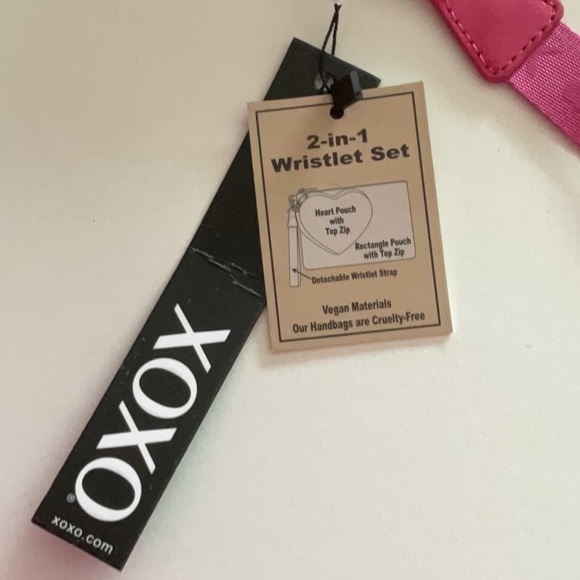 2-in-1
Wristlet Set
Heart Pouch
with
Top Zip
Rectangle Pouch
with Top Zip
Detachable Wristlet Strap
Vegan Materials
Our Handbags are Cruelty-Free
XOXO®
xoxo.com